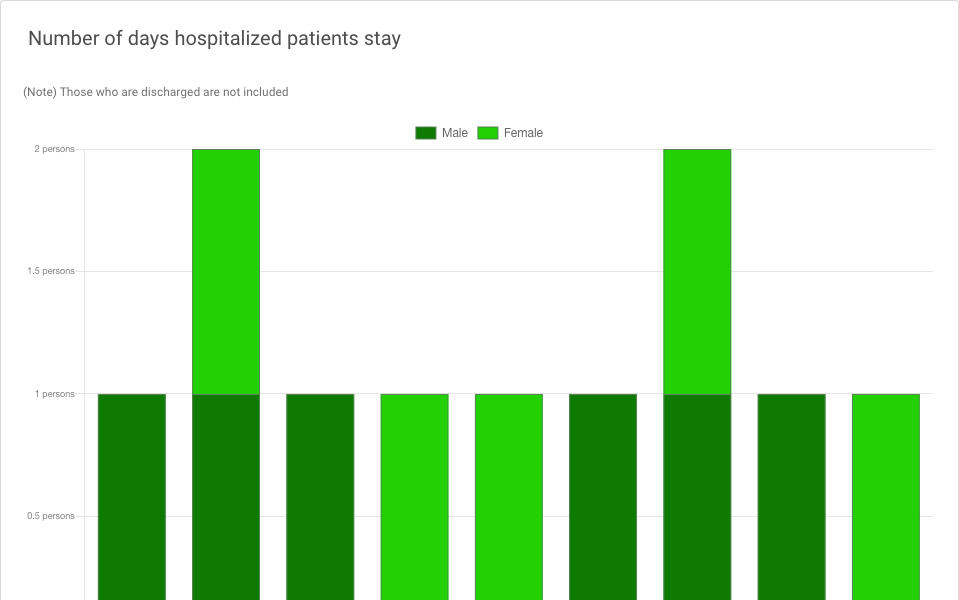 Number of days hospitalized patients stay
(Note) Those who are discharged are not included
Male Female
2 persons
1.5 persons
1 persons
0.5 persons